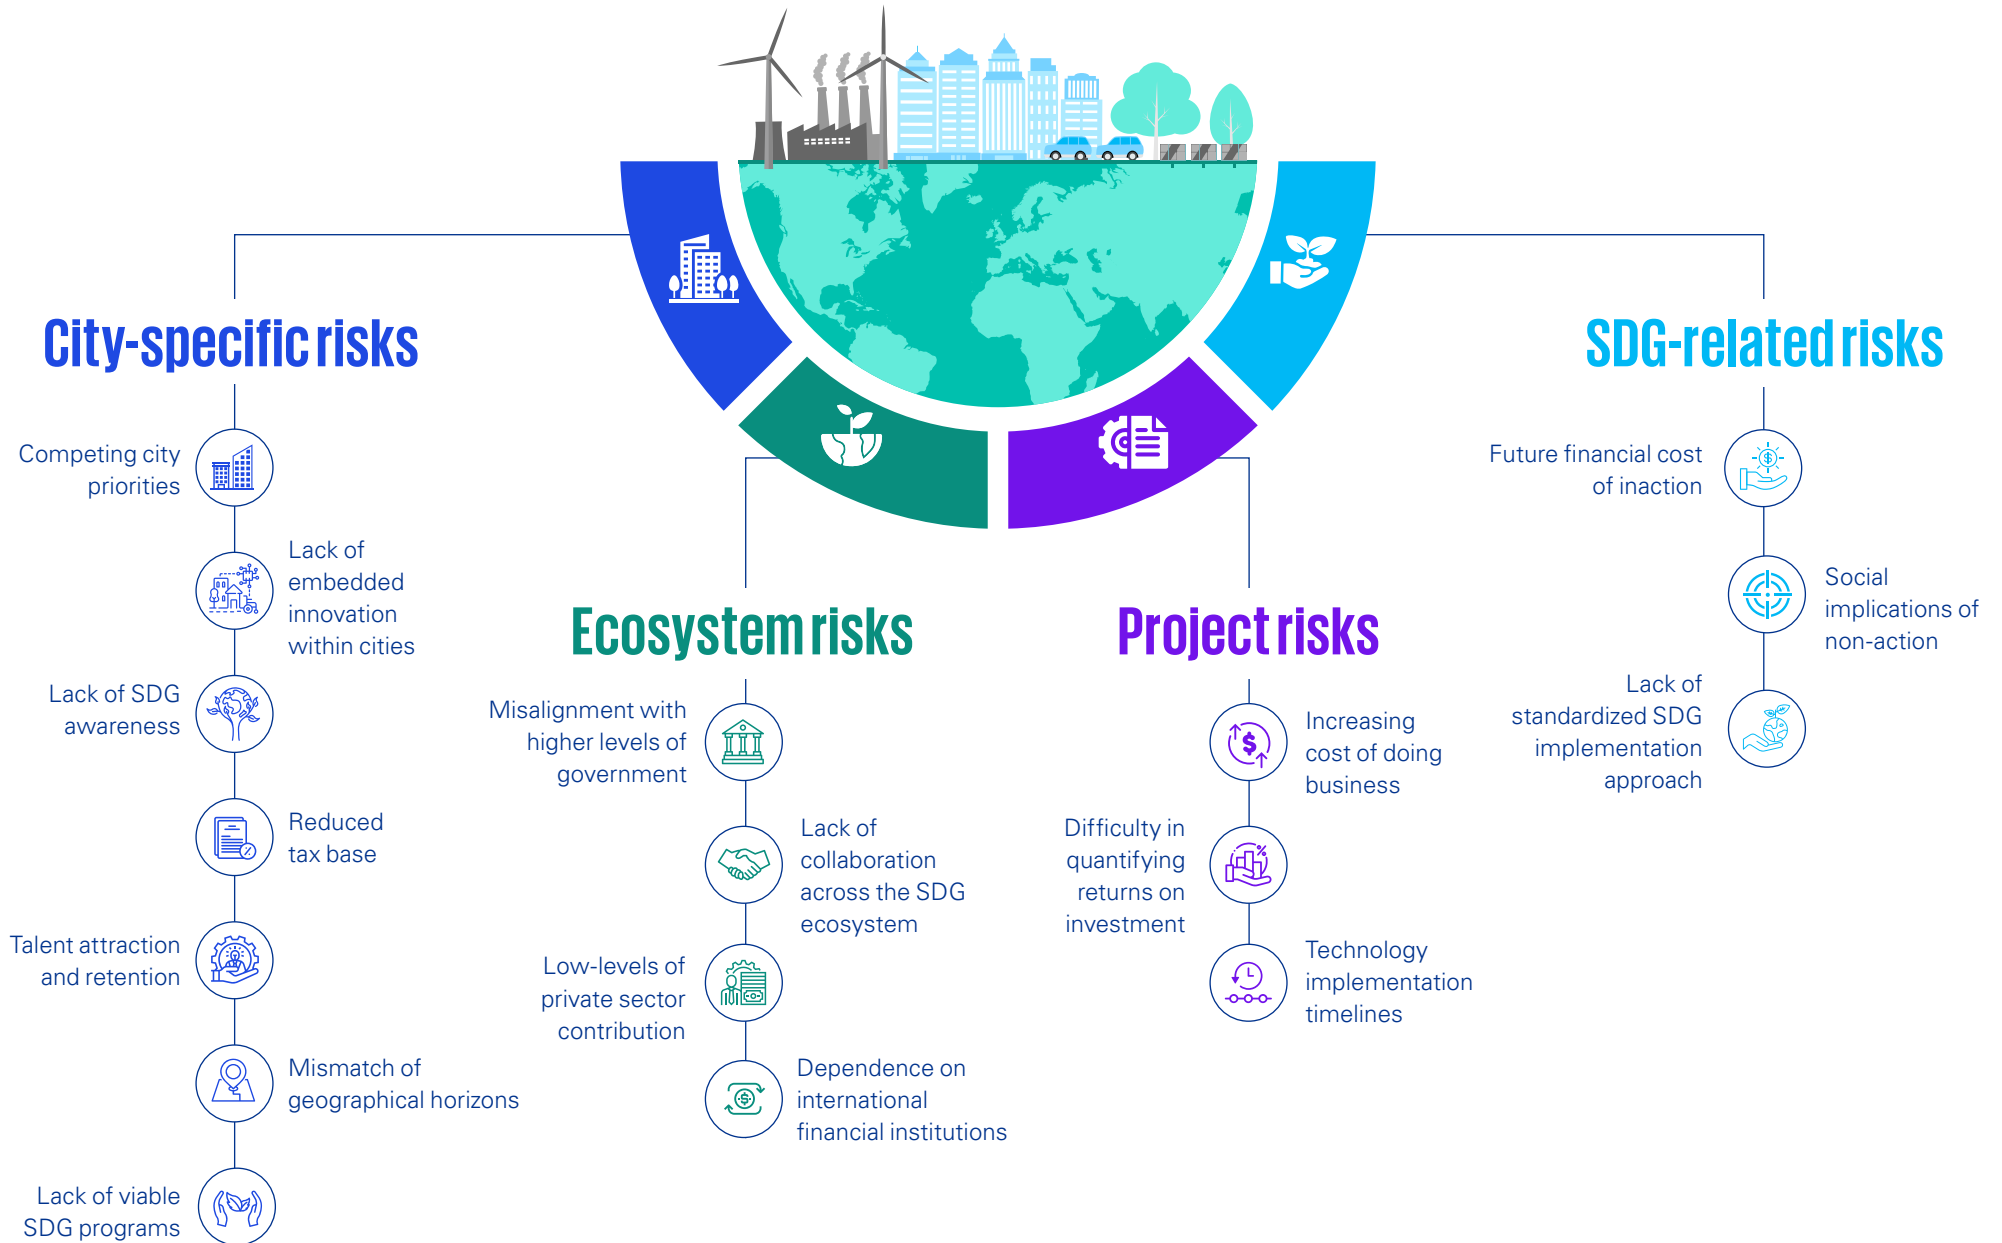 City-specific risks
Competing city
priorities
Lack of
embedded
innovation
within cities
Lack of SDG
awareness
Reduced
tax base
Talent attraction
and retention
Mismatch of
geographical horizons
Lack of viable
SDG programs
Ecosystem risks
Misalignment with
higher levels of
government
Lack of
collaboration
across the SDG
ecosystem
Low-levels of
private sector
contribution
Dependence on
international
financial institutions
Project risks
Increasing
cost of doing
business
Difficulty in
quantifying
returns on
investment
Technology
implementation
timelines
SDG-related risks
Future financial cost
of inaction
Social
implications of
non-action
Lack of
standardized SDG
implementation
approach